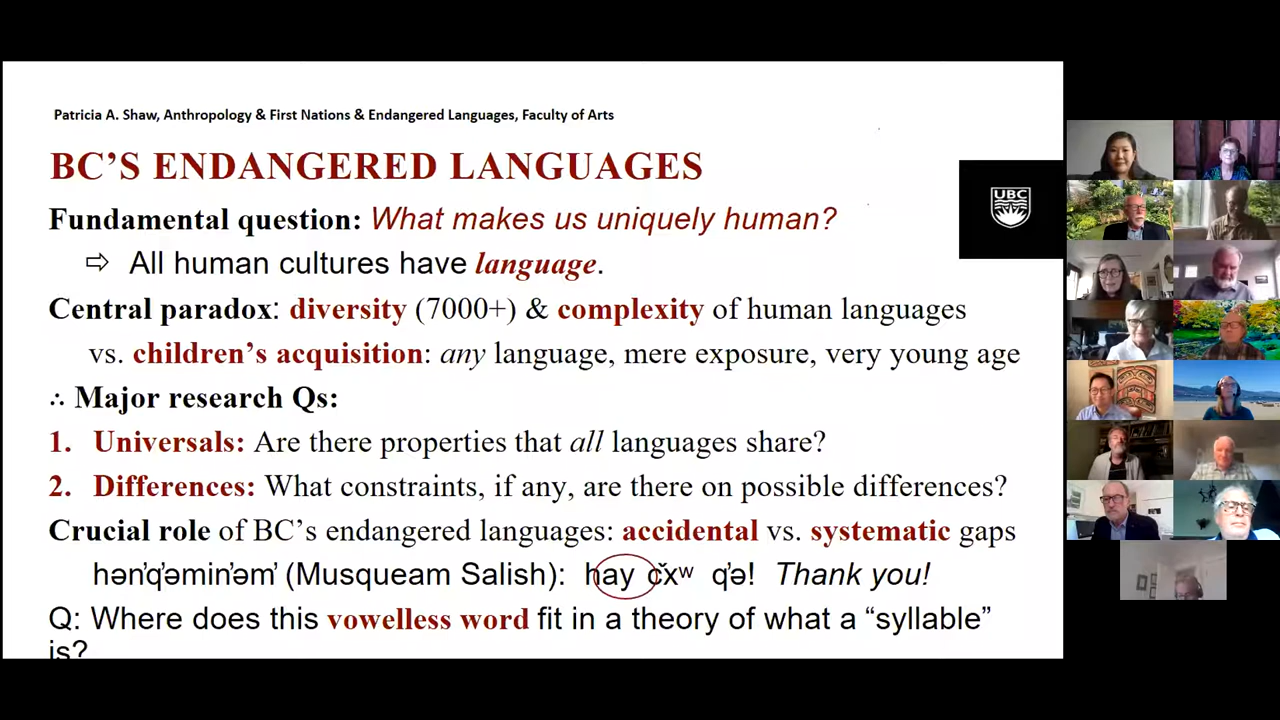 Patricia A. Shaw, Anthropology & First Nations & Endangered Languages, Faculty of Arts
BC’S ENDANGERED LANGUAGES
UBC
Fundamental question: What makes us uniquely human?
⇨ All human cultures have language.
Central paradox: diversity (7000+) & complexity of human languages
vs. children’s acquisition: any language, mere exposure, very young age
∴ Major research Qs:
1. Universals: Are there properties that all languages share?
2. Differences: What constraints, if any, are there on possible differences?
Crucial role of BC’s endangered languages: accidental vs. systematic gaps
hən̓q̓əmin̓əm̓ (Musqueam Salish): hay č̓xʷ q̓ə! Thank you!
Q: Where does this vowelless word fit in a theory of what a “syllable”
is?